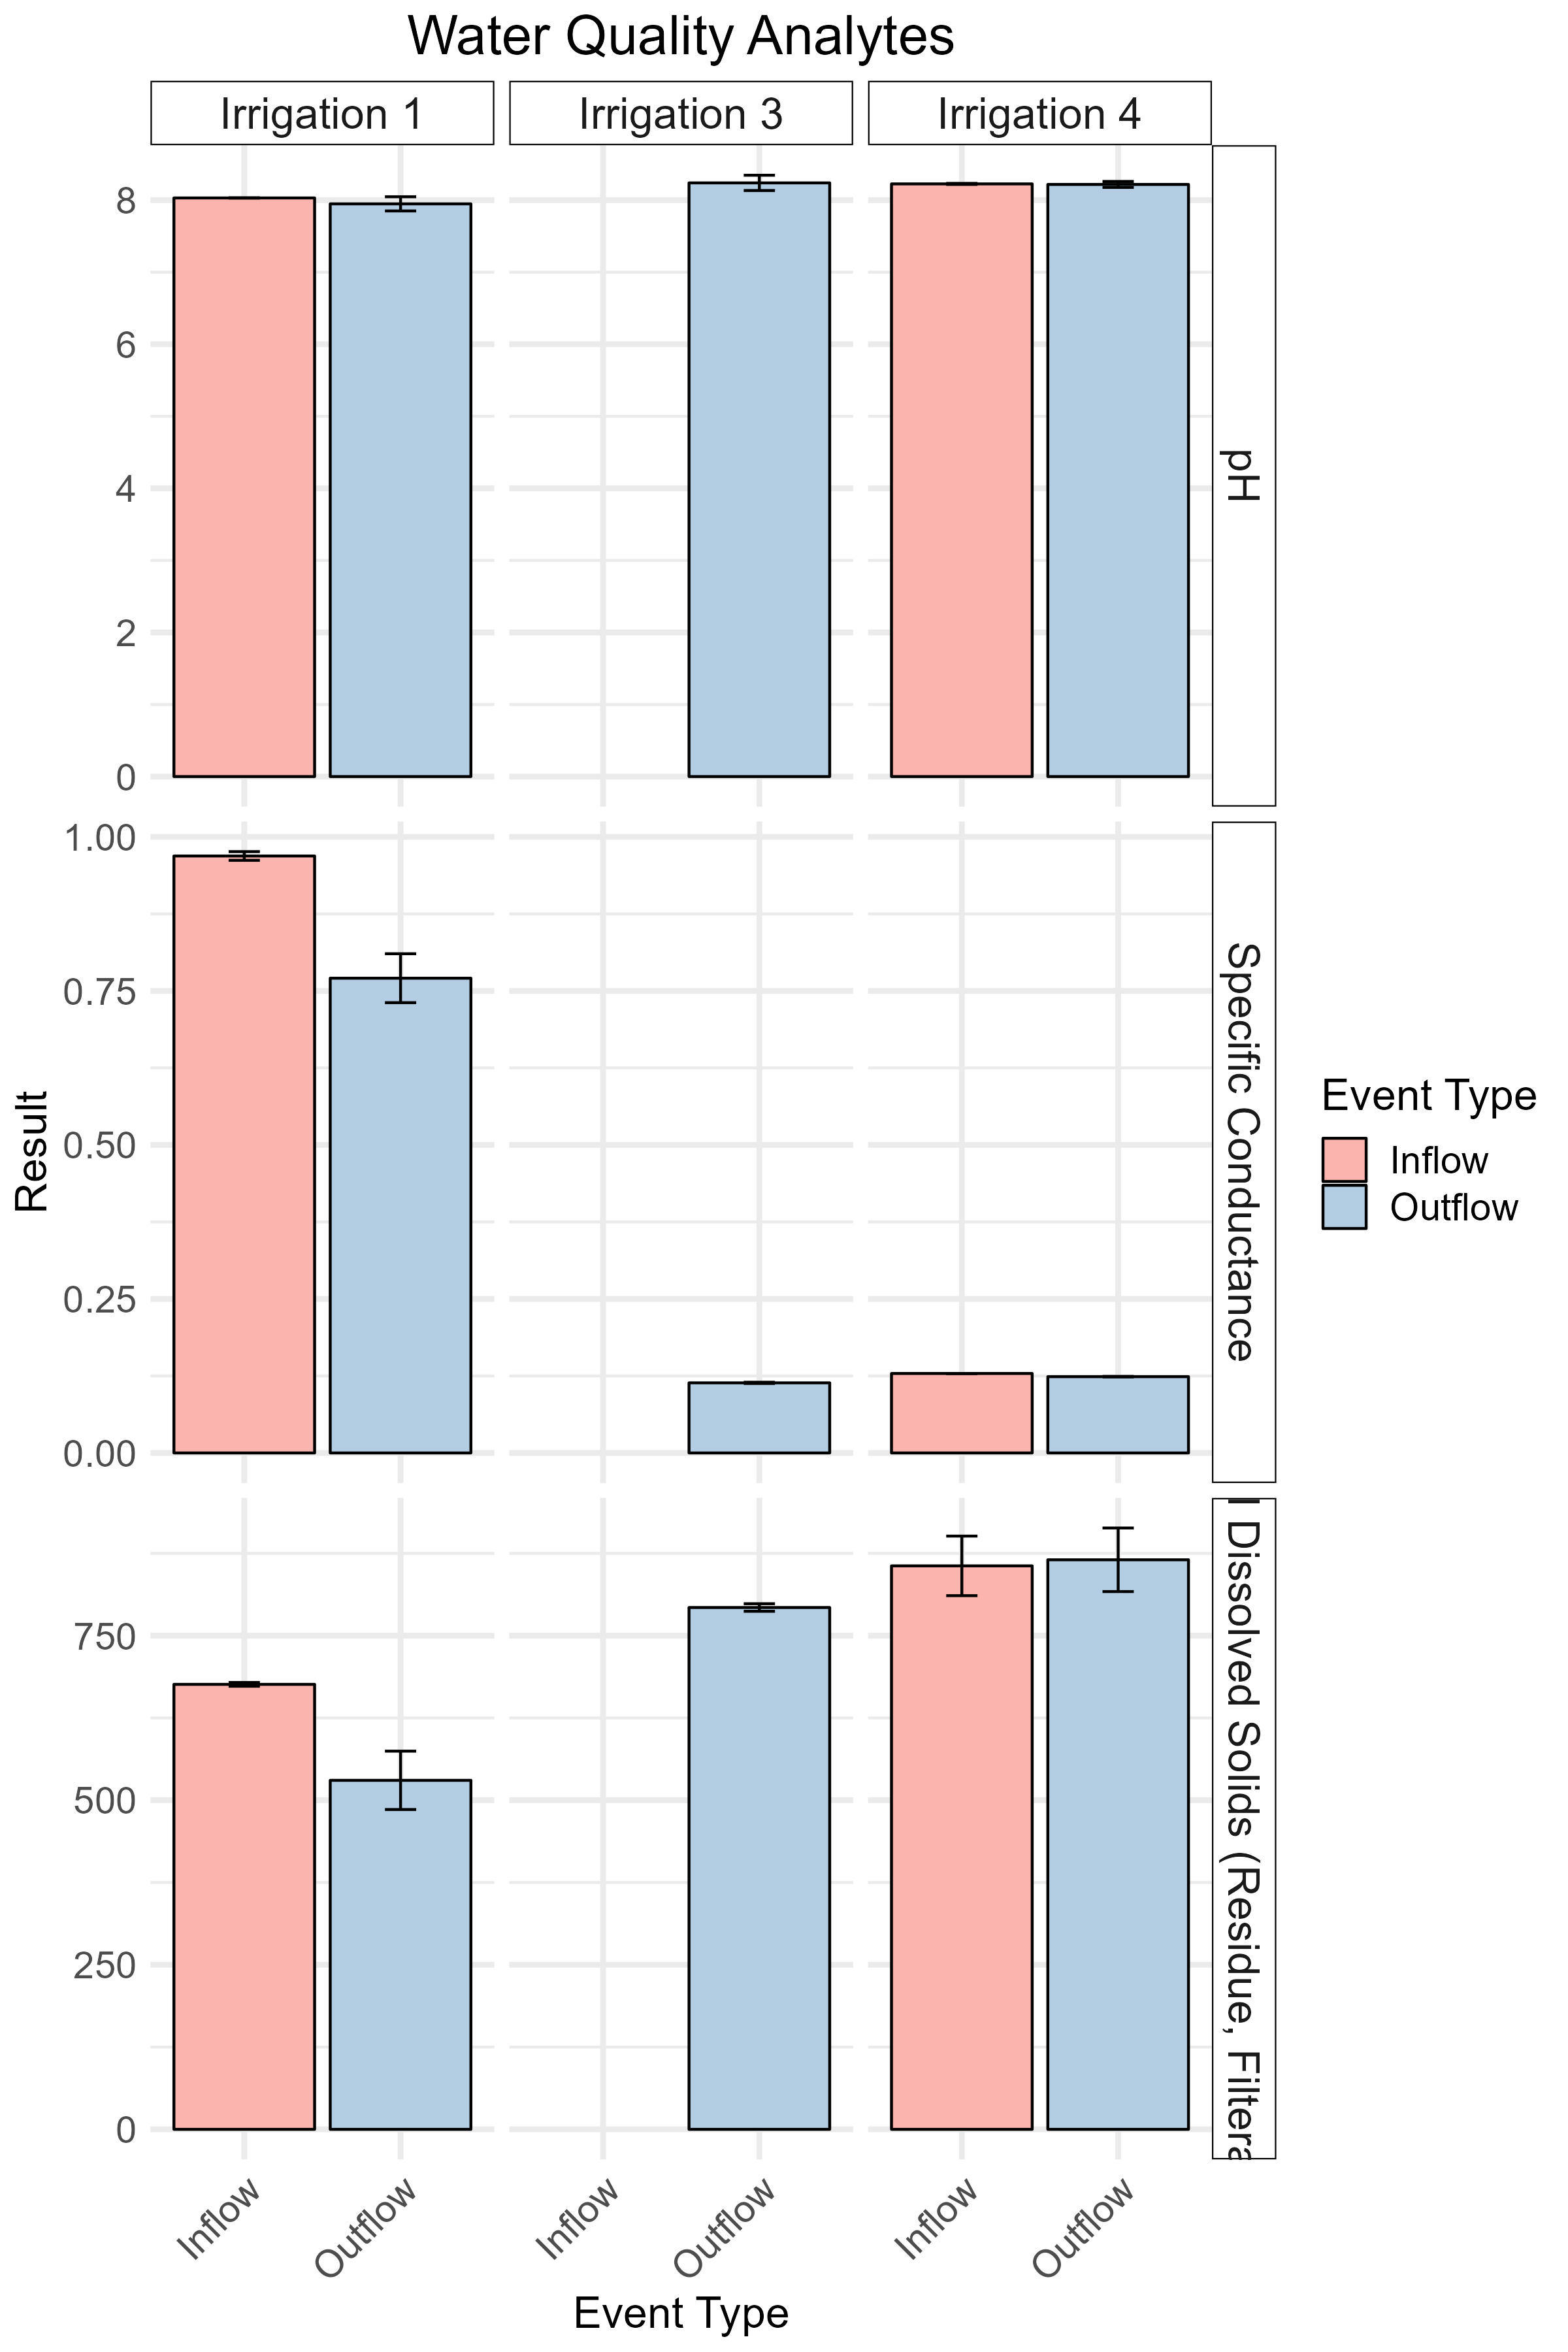 Water Quality Analytes
Irrigation 1
Irrigation 3
Irrigation 4
8
6
4
2
0
pH
1.00
0.75
0.50
0.25
0.00
Specific Conductance
750
500
250
0
Dissolved Solids (Residue, Filtera
Result
Inflow
Outflow
Inflow
Outflow
Inflow
Outflow
Event Type
Event Type
Inflow
Outflow